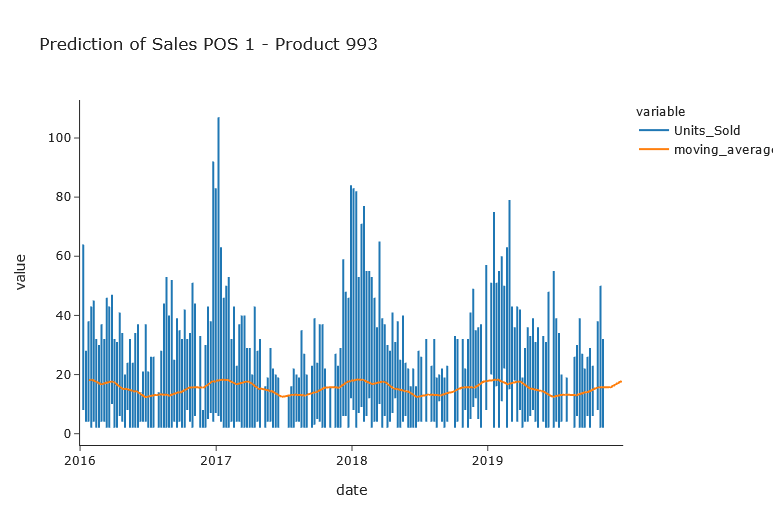 Prediction of Sales POS 1 - Product 993
variable
Units_Sold
moving_average
100
80
60
40
20
0
value
2016
2017
2018
2019
date